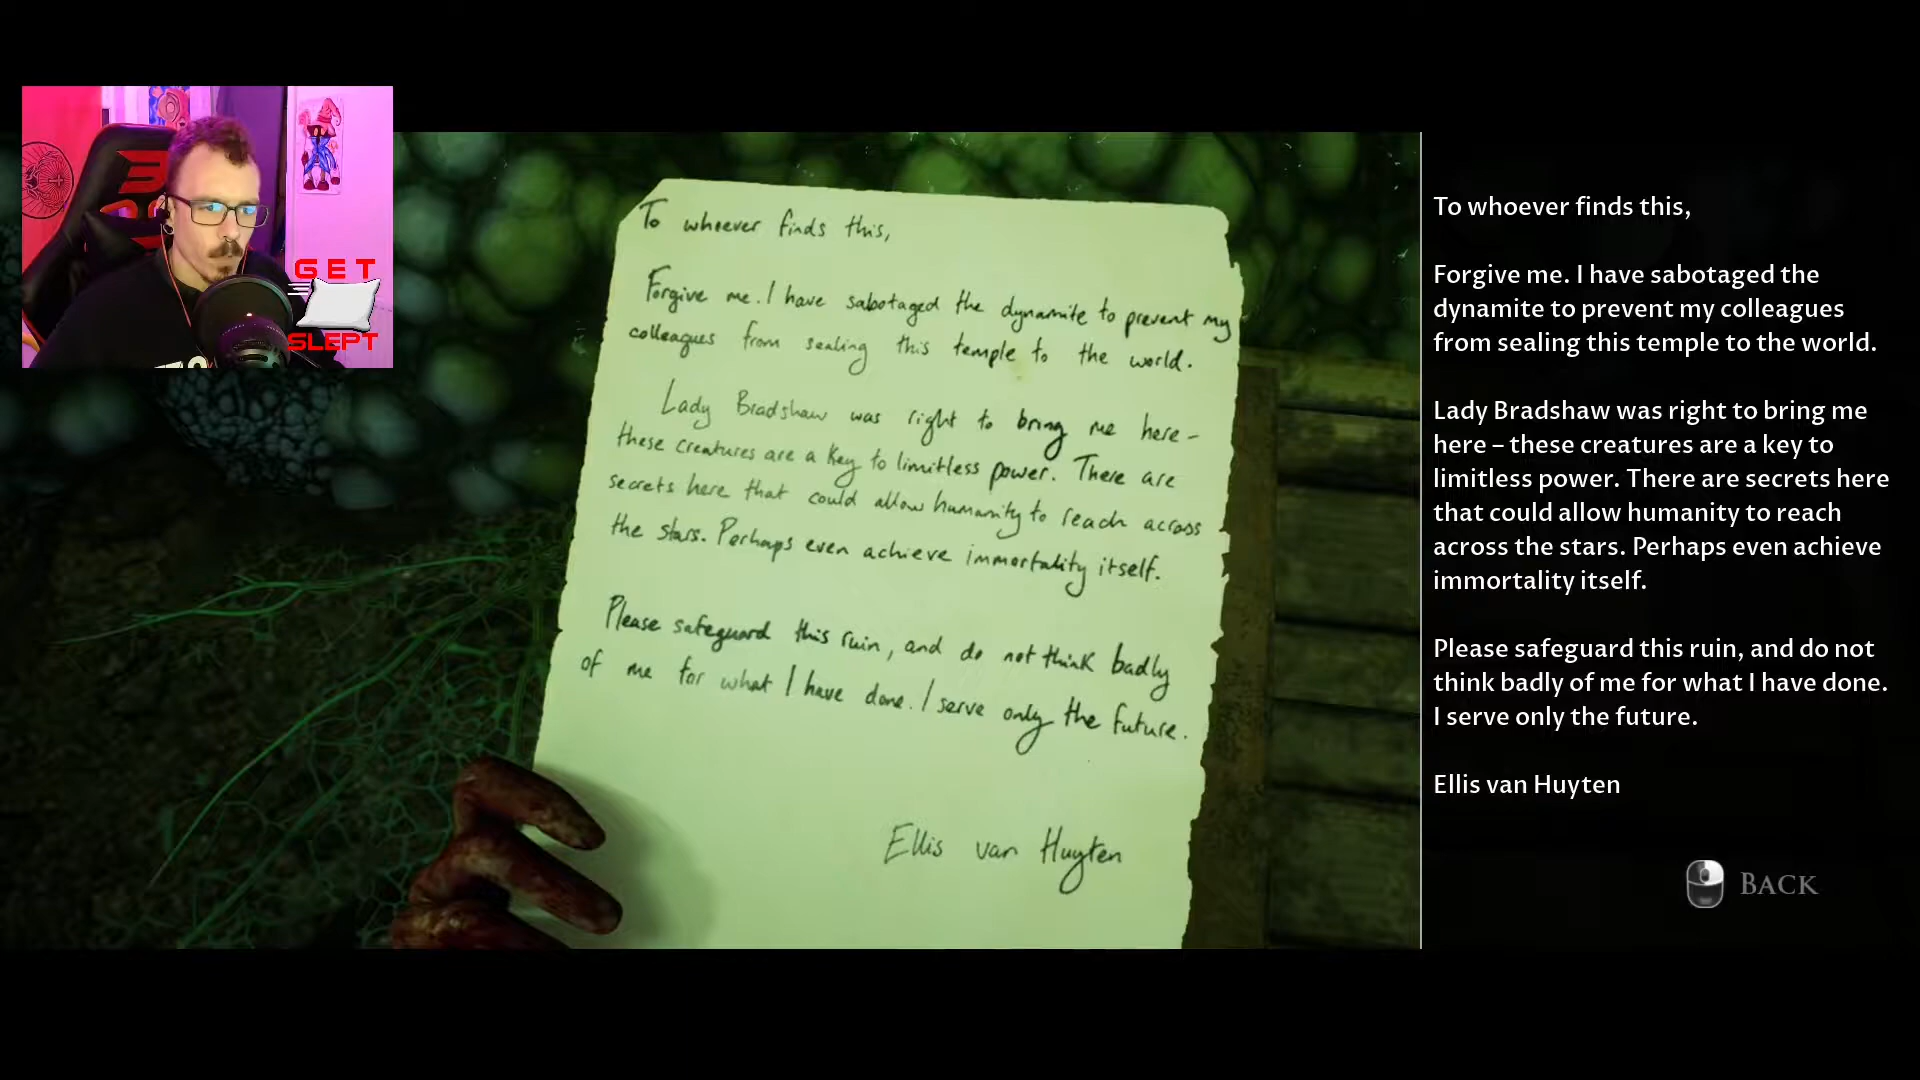 GET
SLEPT
To whoever finds this,
Forgive me. I have sabotaged the dynamite to prevent my
colleagues from sealing this temple to the world.
Lady Bradshaw was right to bring me here –
these creatures are a key to limitless power. There are
secrets here that could allow humanity to reach across
the stars. Perhaps even achieve immortality itself.
Please safeguard this ruin, and do not think badly
of me for what I have done. I serve only the future.
Ellis van Huyten
To whoever finds this,
Forgive me. I have sabotaged the
dynamite to prevent my colleagues
from sealing this temple to the world.
Lady Bradshaw was right to bring me
here – these creatures are a key to
limitless power. There are secrets here
that could allow humanity to reach
across the stars. Perhaps even achieve
immortality itself.
Please safeguard this ruin, and do not
think badly of me for what I have done.
I serve only the future.
Ellis van Huyten
BACK